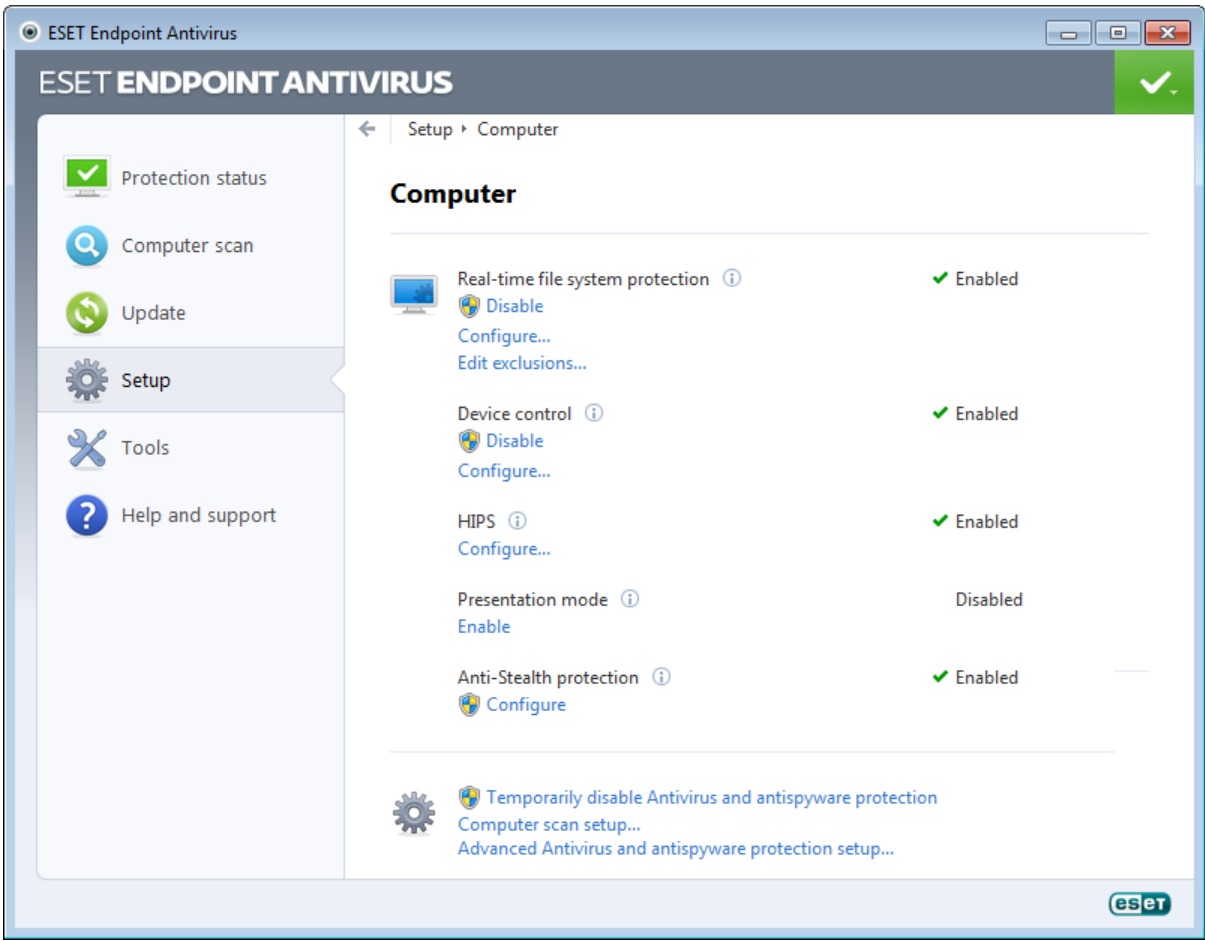 ESET Endpoint Antivirus
ESET ENDPOINT ANTIVIRUS
Setup Computer
Protection status
Computer scan
Update
Setup
Tools
Help and support
Computer
Real-time file system protection Enabled
Disable
Configure...
Edit exclusions...
Device control Enabled
Disable
Configure...
HIPS Enabled
Configure...
Presentation mode Disabled
Enable
Anti-Stealth protection Enabled
Configure
Temporarily disable Antivirus and antispyware protection
Computer scan setup...
Advanced Antivirus and antispyware protection setup...
eset